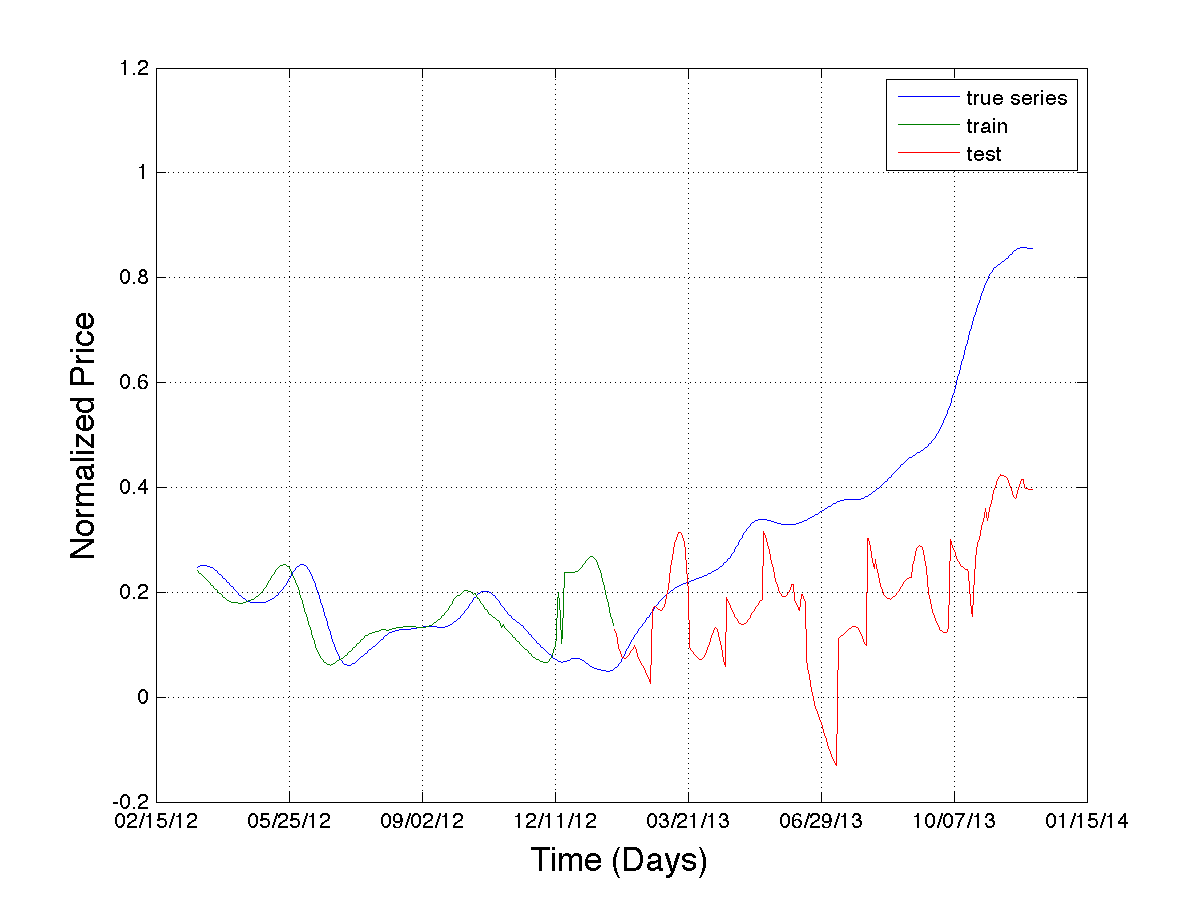 1.2
1
0.8
0.6
0.4
0.2
0
-0.2
Normalized Price
true series
train
test
02/15/12 05/25/12 09/02/12 12/11/12 03/21/13 06/29/13 10/07/13 01/15/14
Time (Days)